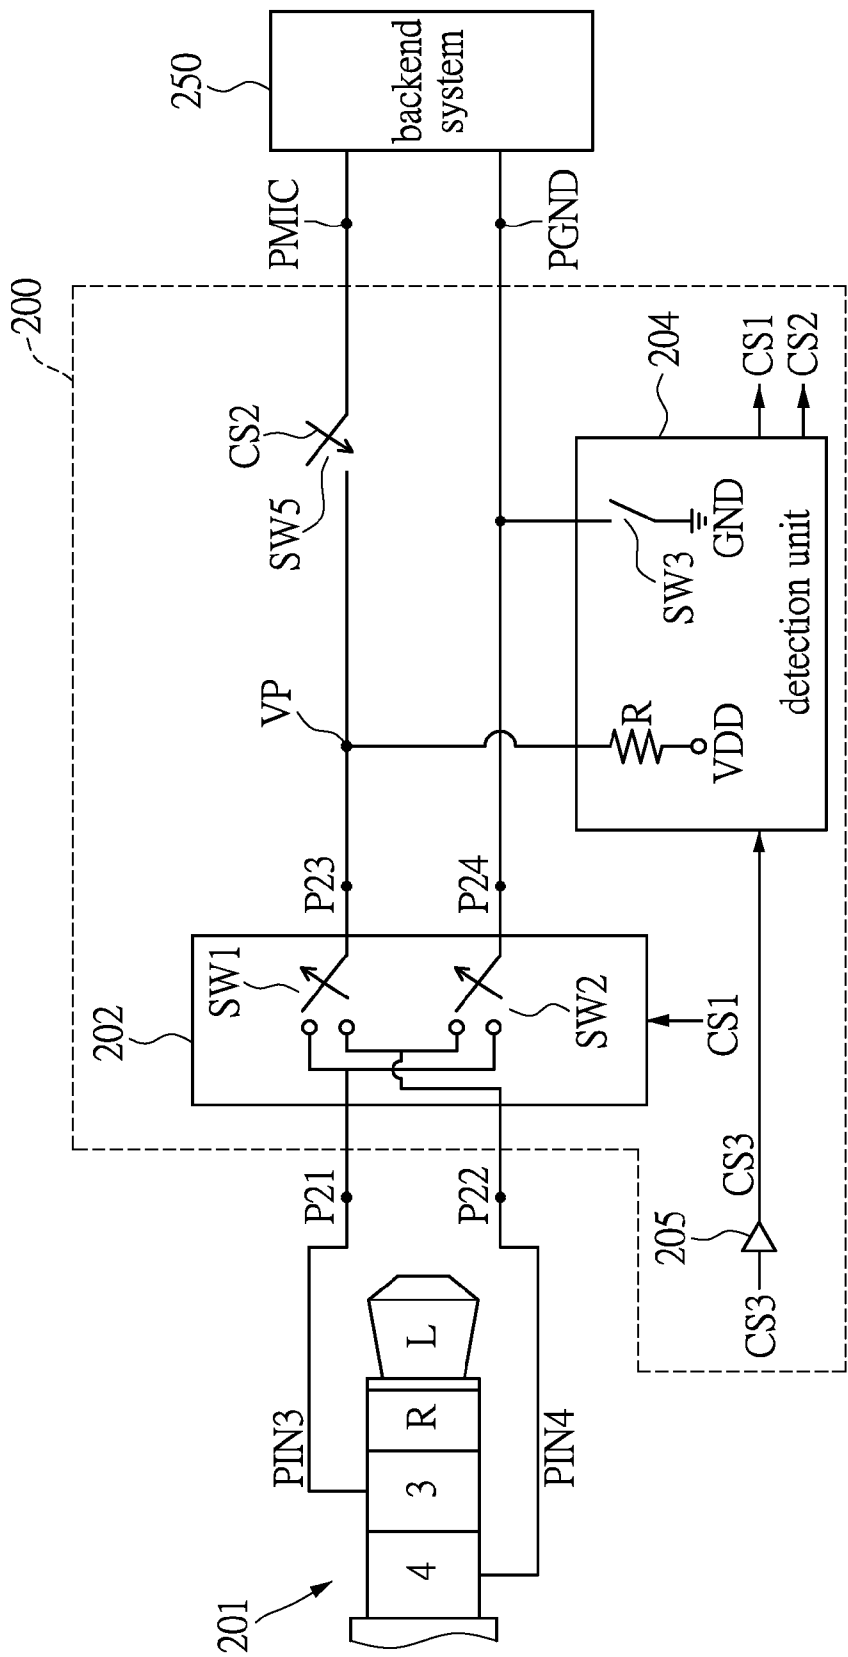 200
202
SW1
SW2
CS1
P21
P22
P23
P24
VP
SW5
CS2
PMIC
PGND
250
backend
system
204
R
VDD
SW3
GND
detection unit
CS1
CS2
CS3
205
CS3
201
PIN3
PIN4
4
3
R
L